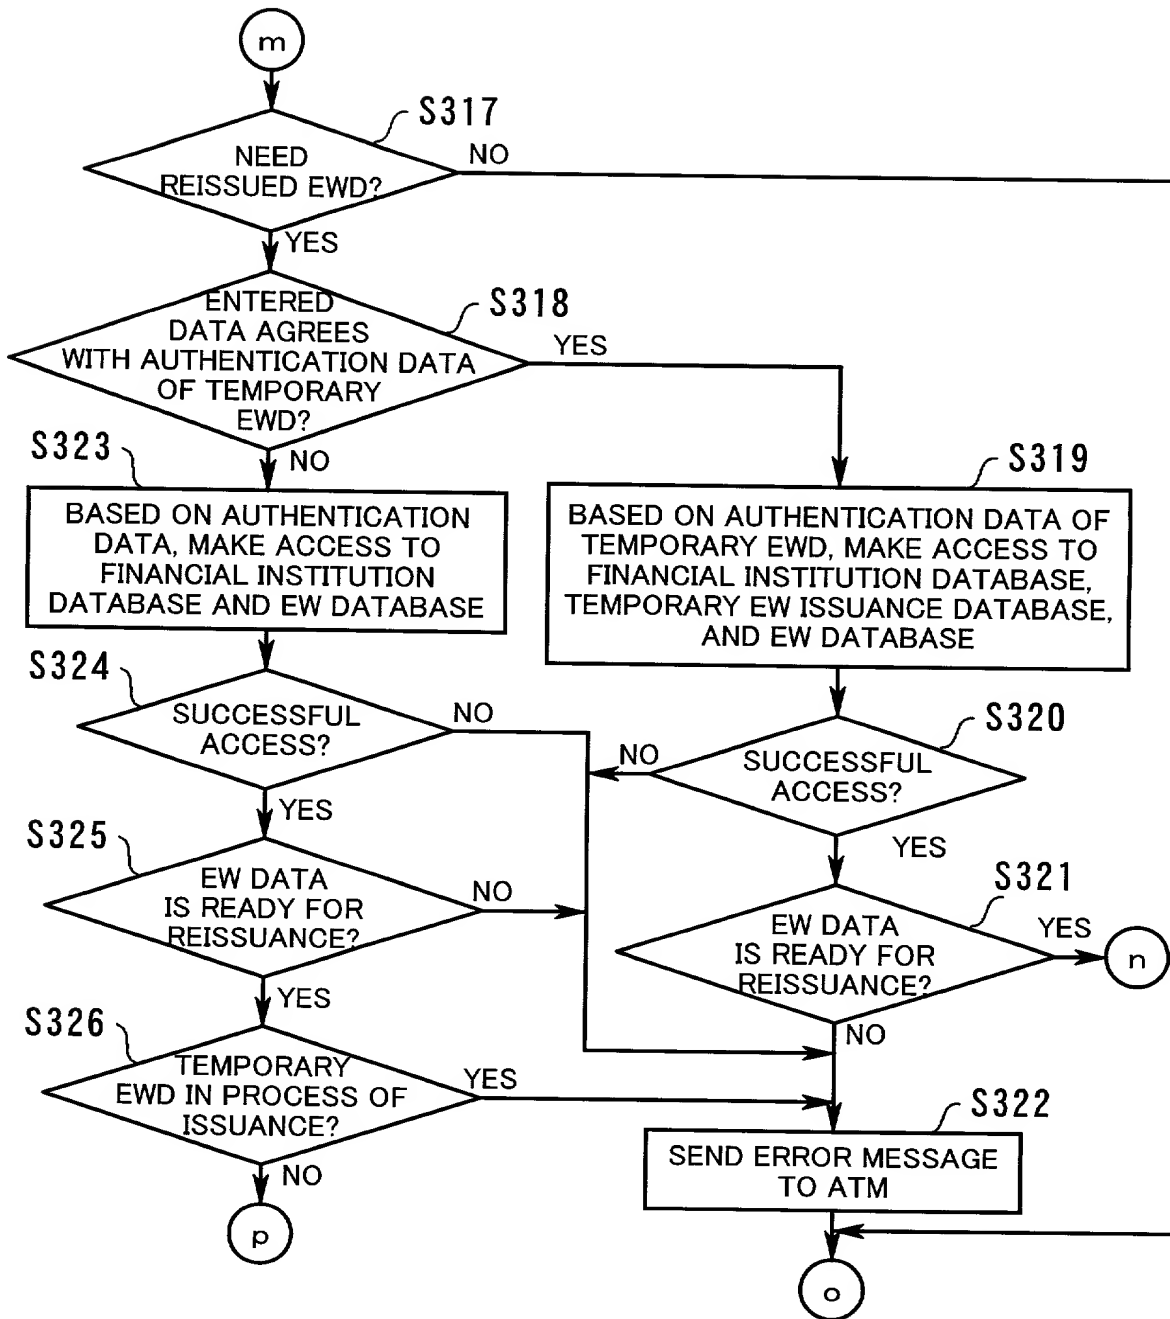 m
S317
NEED
REISSUED EWD?
NO
YES
S318
ENTERED
DATA AGREES
WITH AUTHENTICATION DATA
OF TEMPORARY
EWD?
YES
NO
S323
BASED ON AUTHENTICATION
DATA, MAKE ACCESS TO
FINANCIAL INSTITUTION
DATABASE AND EW DATABASE
S319
BASED ON AUTHENTICATION DATA OF
TEMPORARY EWD, MAKE ACCESS TO
FINANCIAL INSTITUTION DATABASE,
TEMPORARY EW ISSUANCE DATABASE,
AND EW DATABASE
S324
SUCCESSFUL
ACCESS?
NO
YES
S320
SUCCESSFUL
ACCESS?
NO
YES
S325
EW DATA
IS READY FOR
REISSUANCE?
NO
YES
S321
EW DATA
IS READY FOR
REISSUANCE?
YES
n
NO
S326
TEMPORARY
EWD IN PROCESS OF
ISSUANCE?
YES
NO
p
S322
SEND ERROR MESSAGE
TO ATM
o